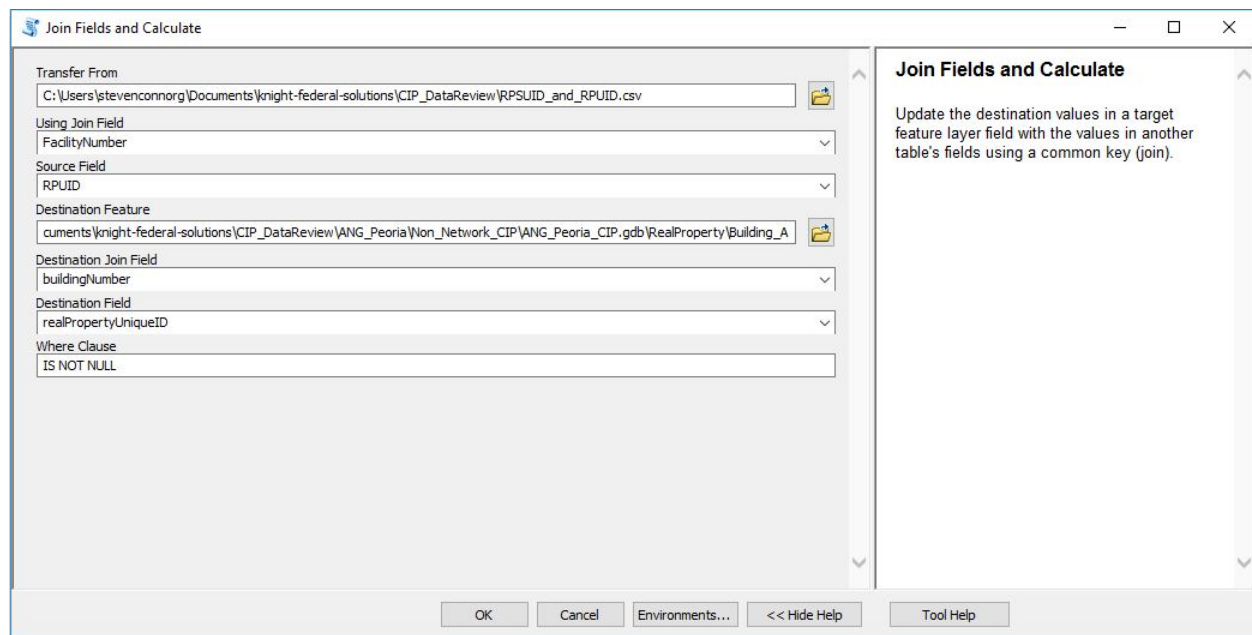 Join Fields and Calculate
Transfer From
C:\Users\stevenconnorg\Documents\knight-federal-solutions\CIP_DataReview\RPSUID_and_RPUID.csv
Using Join Field
FacilityNumber
Source Field
RPUID
Destination Feature
cuments\knight-federal-solutions\CIP_DataReview\ANG_Peoria\Non_Network_CIP\ANG_Peoria_CIP.gdb\RealProperty\Building_A
Destination Join Field
buildingNumber
Destination Field
realPropertyUniqueID
Where Clause
IS NOT NULL
Join Fields and Calculate
Update the destination values in a target
feature layer field with the values in another
table's fields using a common key (join).
OK
Cancel
Environments...
<< Hide Help
Tool Help